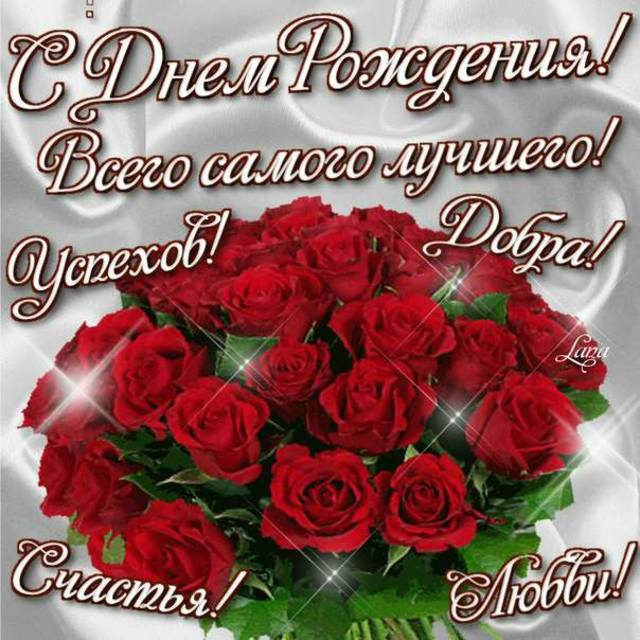 С Днем Рождения!
Всего самого лучшего!
Успехов!
Добра!
Lana
Счастья!
Любви!